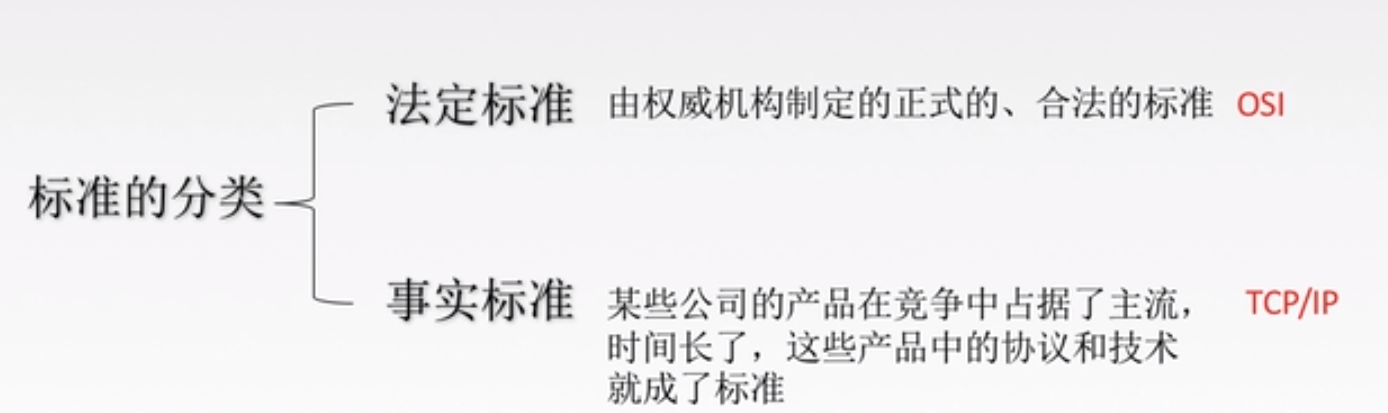 标准的分类
法定标准 由权威机构制定的正式的、合法的标准 OSI
事实标准 某些公司的产品在竞争中占据了主流， TCP/IP
时间长了，这些产品中的协议和技术
就成了标准